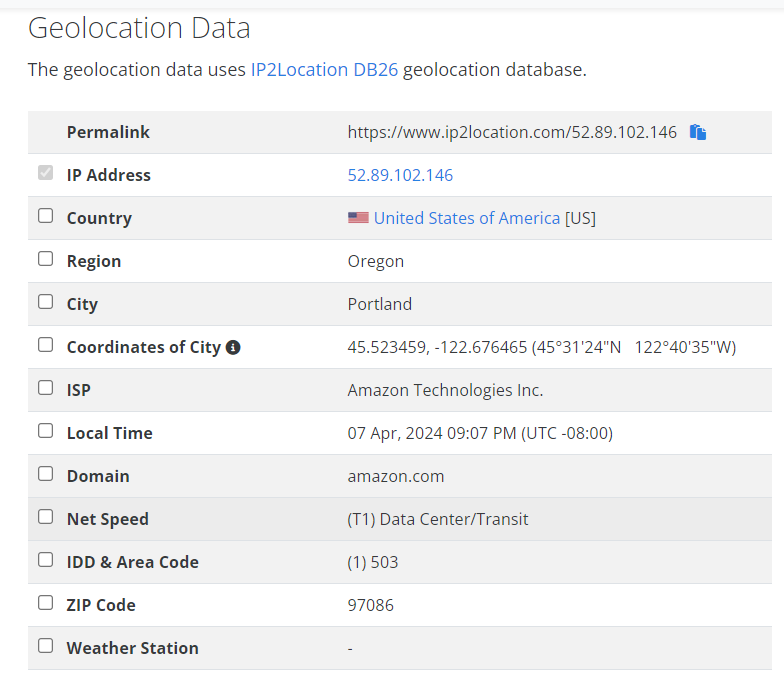 Geolocation Data
The geolocation data uses IP2Location DB26 geolocation database.
Permalink https://www.ip2location.com/52.89.102.146
IP Address 52.89.102.146
Country United States of America [US]
Region Oregon
City Portland
Coordinates of City 45.523459, -122.676465 (45°31'24"N 122°40'35"W)
ISP Amazon Technologies Inc.
Local Time 07 Apr, 2024 09:07 PM (UTC -08:00)
Domain amazon.com
Net Speed (T1) Data Center/Transit
IDD & Area Code (1) 503
ZIP Code 97086
Weather Station -